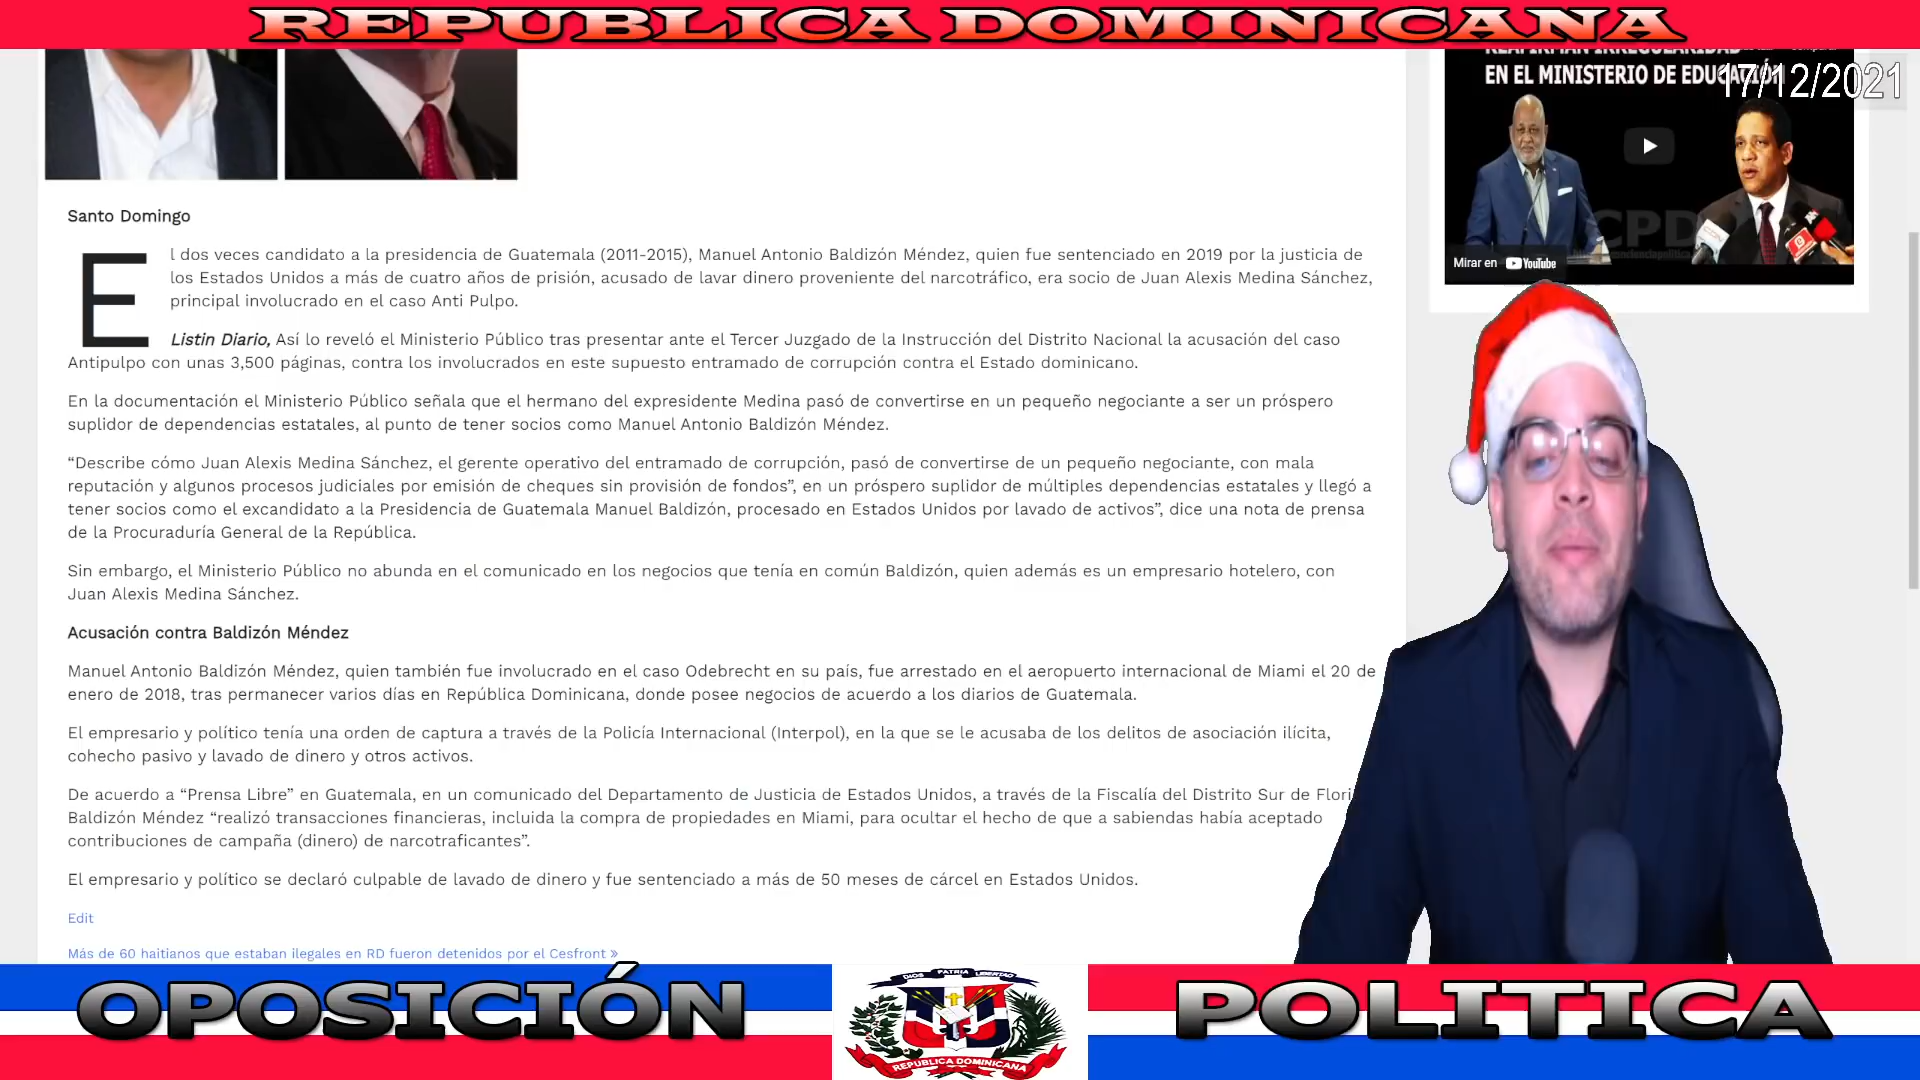 REPUBLICA DOMINICANA
EN EL MINISTERIO DE EDUCACIÓN
17/12/2021
CPD
Mirar en YouTube
Santo Domingo
El dos veces candidato a la presidencia de Guatemala (2011-2015), Manuel Antonio Baldizón Méndez, quien fue sentenciado en 2019 por la justicia de
los Estados Unidos a más de cuatro años de prisión, acusado de lavar dinero proveniente del narcotráfico, era socio de Juan Alexis Medina Sánchez,
principal involucrado en el caso Anti Pulpo.
Listin Diario, Así lo reveló el Ministerio Público tras presentar ante el Tercer Juzgado de la Instrucción del Distrito Nacional la acusación del caso
Antipulpo con unas 3,500 páginas, contra los involucrados en este supuesto entramado de corrupción contra el Estado dominicano.
En la documentación el Ministerio Público señala que el hermano del expresidente Medina pasó de convertirse en un pequeño negociante a ser un próspero
suplidor de dependencias estatales, al punto de tener socios como Manuel Antonio Baldizón Méndez.
“Describe cómo Juan Alexis Medina Sánchez, el gerente operativo del entramado de corrupción, pasó de convertirse de un pequeño negociante, con mala
reputación y algunos procesos judiciales por emisión de cheques sin provisión de fondos”, en un próspero suplidor de múltiples dependencias estatales y llegó a
tener socios como el excandidato a la Presidencia de Guatemala Manuel Baldizón, procesado en Estados Unidos por lavado de activos”, dice una nota de prensa
de la Procuraduría General de la República.
Sin embargo, el Ministerio Público no abunda en el comunicado en los negocios que tenía en común Baldizón, quien además es un empresario hotelero, con
Juan Alexis Medina Sánchez.
Acusación contra Baldizón Méndez
Manuel Antonio Baldizón Méndez, quien también fue involucrado en el caso Odebrecht en su país, fue arrestado en el aeropuerto internacional de Miami el 20 de
enero de 2018, tras permanecer varios días en República Dominicana, donde posee negocios de acuerdo a los diarios de Guatemala.
El empresario y político tenía una orden de captura a través de la Policía Internacional (Interpol), en la que se le acusaba de los delitos de asociación ilícita,
cohecho pasivo y lavado de dinero y otros activos.
De acuerdo a “Prensa Libre” en Guatemala, en un comunicado del Departamento de Justicia de Estados Unidos, a través de la Fiscalía del Distrito Sur de Flori
Baldizón Méndez “realizó transacciones financieras, incluida la compra de propiedades en Miami, para ocultar el hecho de que a sabiendas había aceptado
contribuciones de campaña (dinero) de narcotraficantes”.
El empresario y político se declaró culpable de lavado de dinero y fue sentenciado a más de 50 meses de cárcel en Estados Unidos.
Edit
Más de 60 haitianos que estaban ilegales en RD fueron detenidos por el Cesfront »
OPOSICIÓN
DIOS PATRIA LIBERTAD
REPUBLICA DOMINICANA
POLITICA